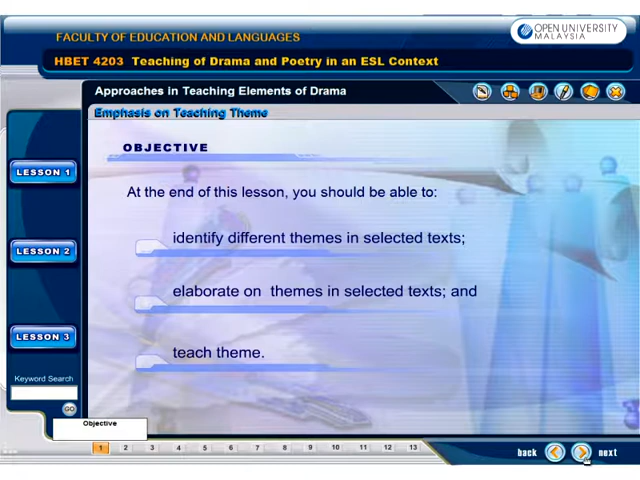 FACULTY OF EDUCATION AND LANGUAGES
OPEN UNIVERSITY
MALAYSIA
HBET 4203 Teaching of Drama and Poetry in an ESL Context
Approaches in Teaching Elements of Drama
Emphasis on Teaching Theme
OBJECTIVE
At the end of this lesson, you should be able to:
identify different themes in selected texts;
elaborate on themes in selected texts; and
teach theme.
LESSON 1
LESSON 2
LESSON 3
Keyword Search
GO
Objective
1 2 3 4 5 6 7 8 9 10 11 12 13
back next